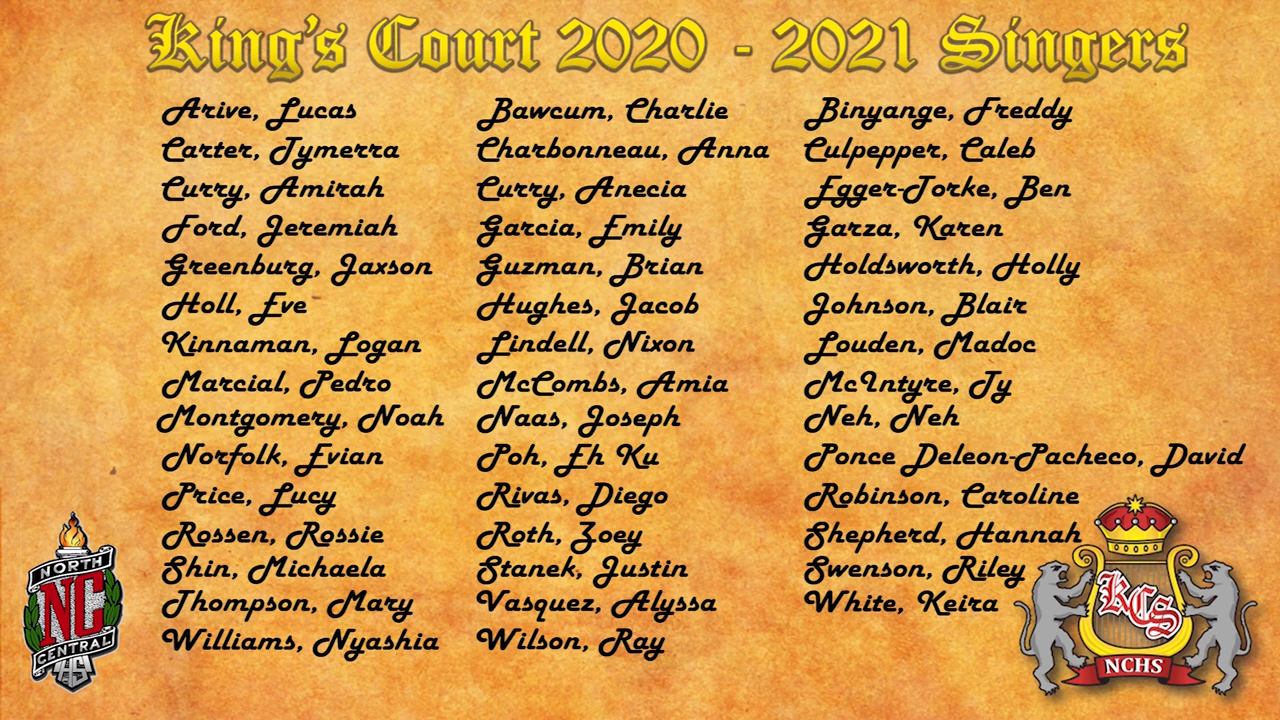 King's Court 2020 - 2021 Singers
Arive, Lucas
Bawcum, Charlie
Binyange, Freddy
Carter, Tymerra
Charbonneau, Anna
Culpepper, Caleb
Curry, Amirah
Curry, Anecia
Egger-Torke, Ben
Ford, Jeremiah
Garcia, Emily
Garza, Karen
Greenburg, Jaxson
Guzman, Brian
Holdsworth, Holly
Holl, Eve
Hughes, Jacob
Johnson, Blair
Kinnaman, Logan
Lindell, Nixon
Louden, Madoc
Marcial, Pedro
McCombs, Amia
McIntyre, Ty
Montgomery, Noah
Naas, Joseph
Neh, Neh
Norfolk, Evian
Poh, Eh Ku
Ponce Deleon-Pacheco, David
Price, Lucy
Rivas, Diego
Robinson, Caroline
Rossen, Rossie
Roth, Zoey
Shepherd, Hannah
Shin, Michaela
Stanek, Justin
Swenson, Riley
Thompson, Mary
Vasquez, Alyssa
White, Keira
Williams, Nyashia
Wilson, Ray
NORTH
NC
CENTRAL
HS
KCS
NCHS